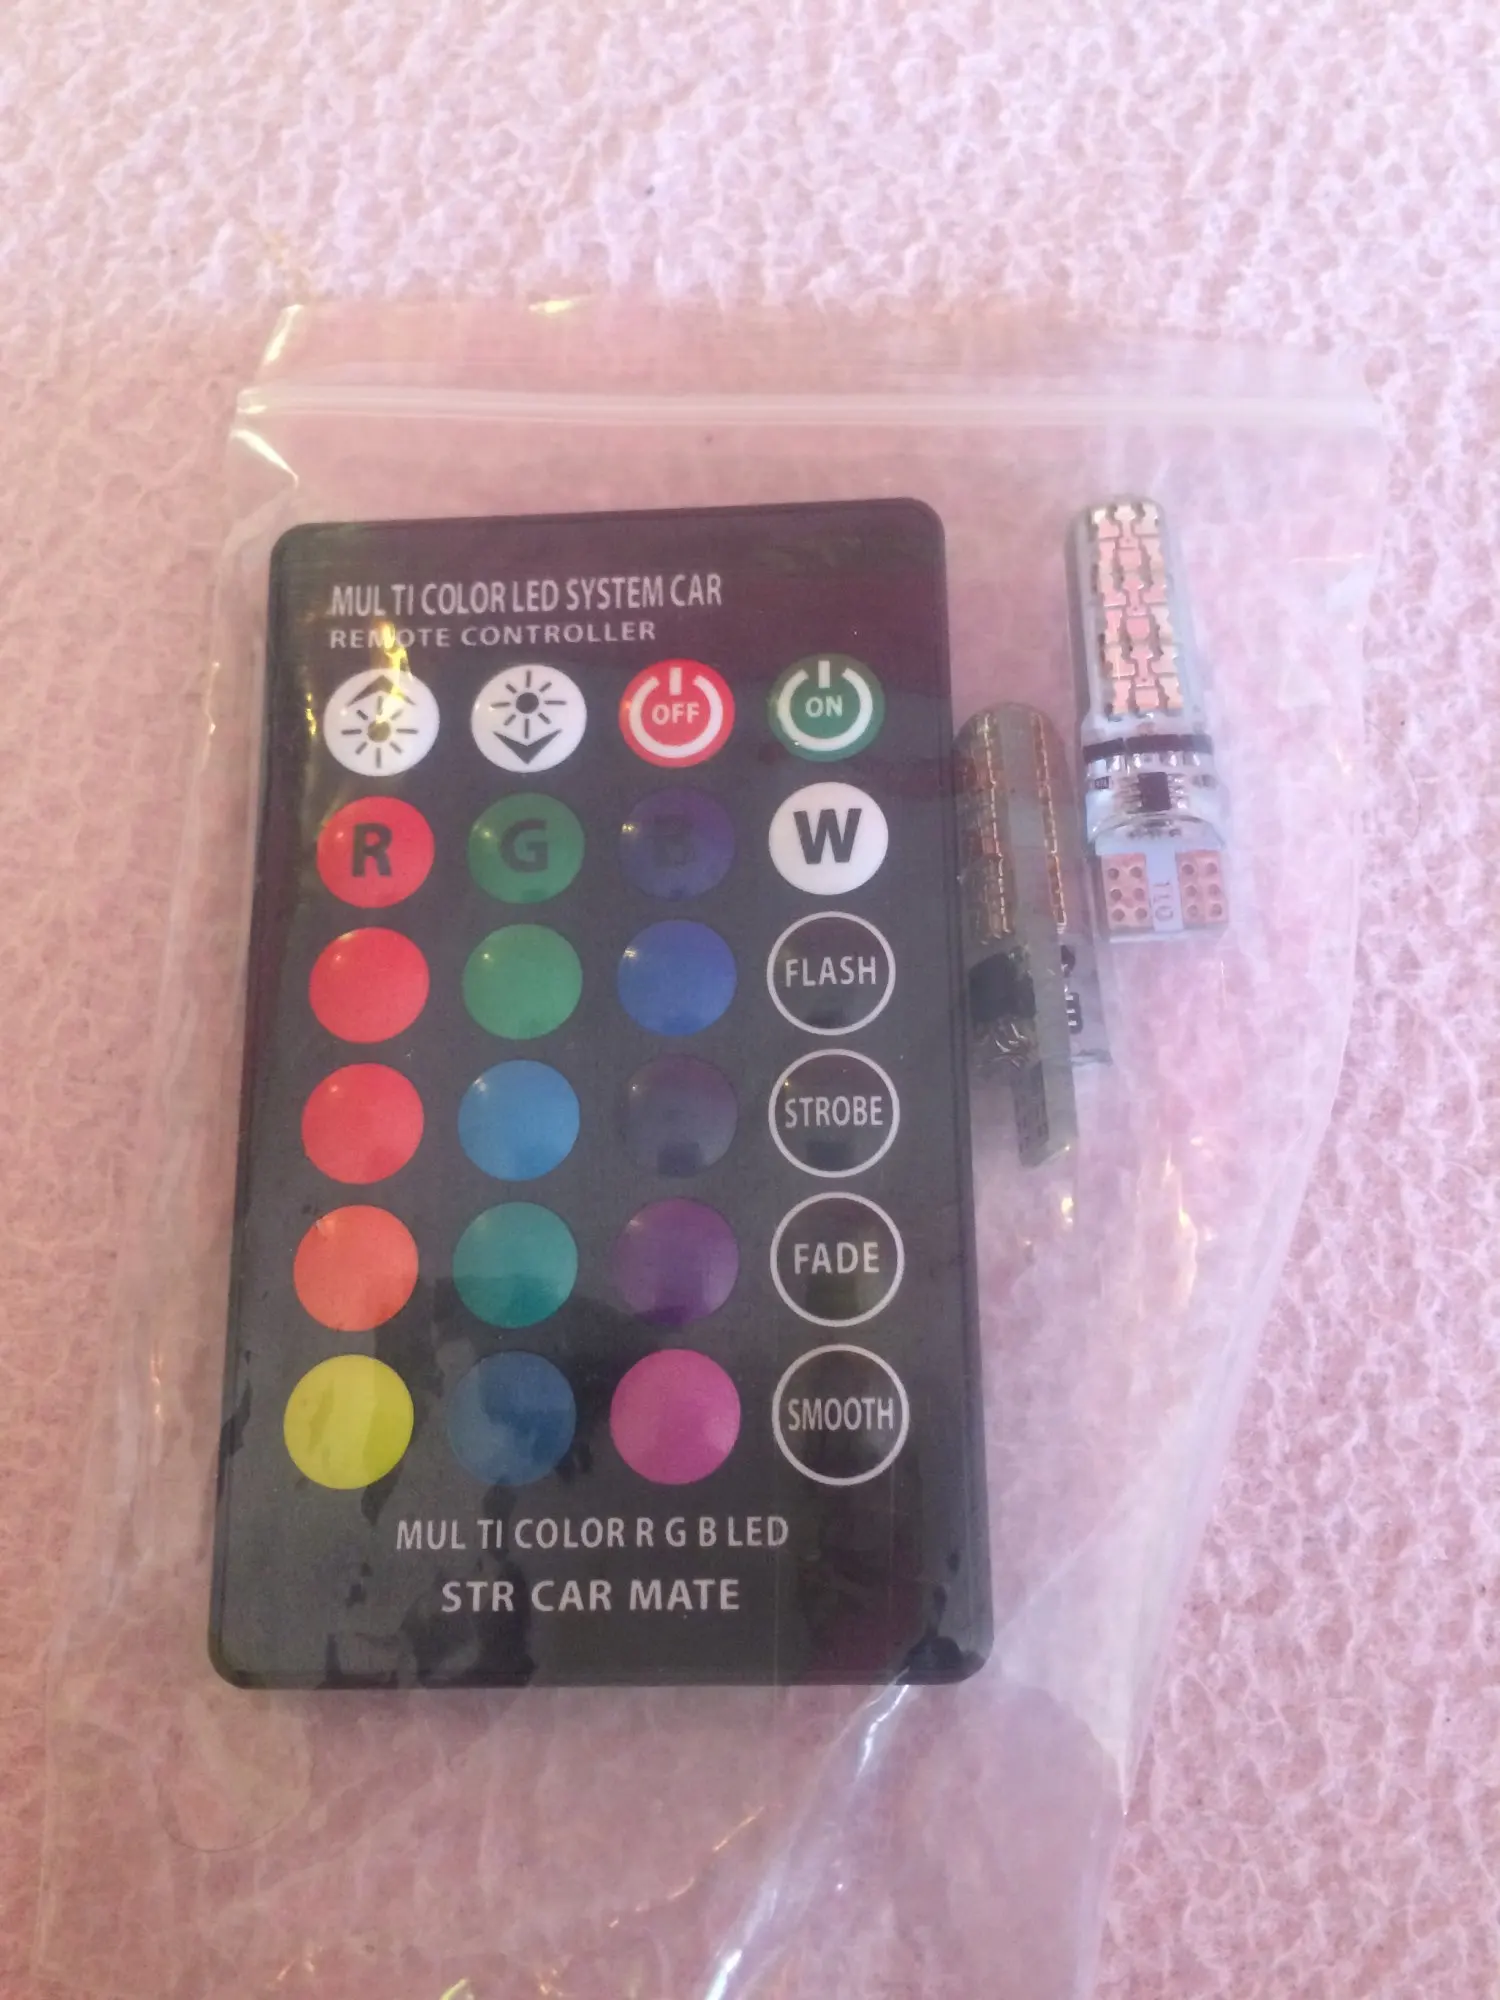 MUL TI COLOR LED SYSTEM CAR
REMOTE CONTROLLER
OFF
ON
R
G
B
W
FLASH
STROBE
FADE
SMOOTH
MUL TI COLOR R G B LED
STR CAR MATE